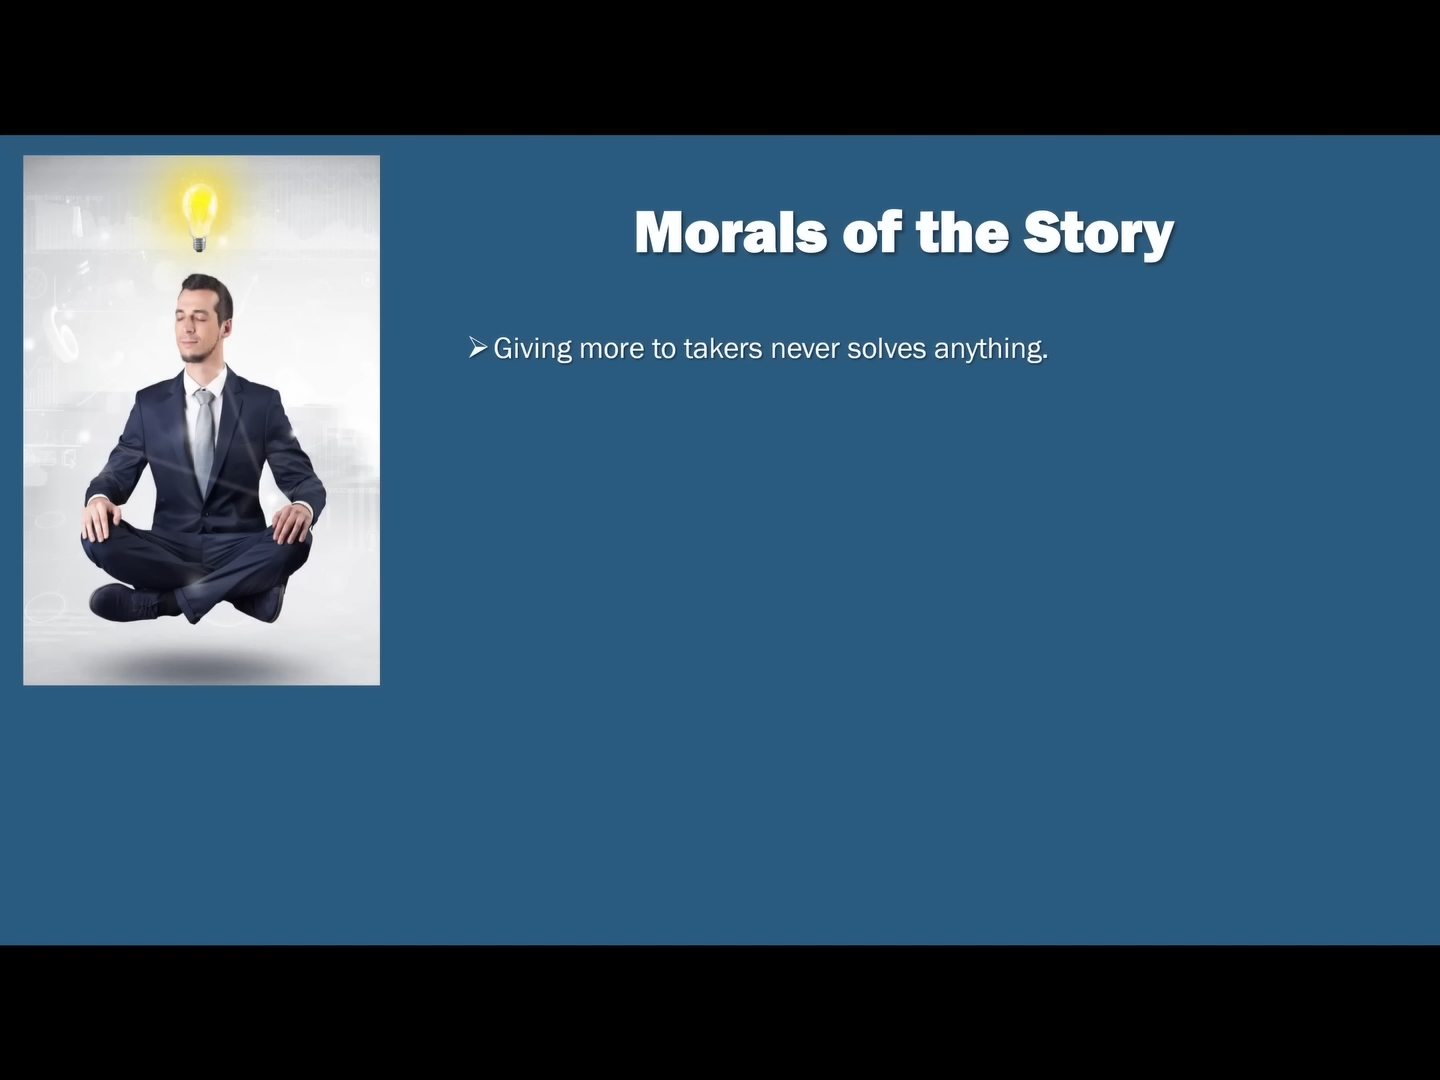 Morals of the Story
➢ Giving more to takers never solves anything.